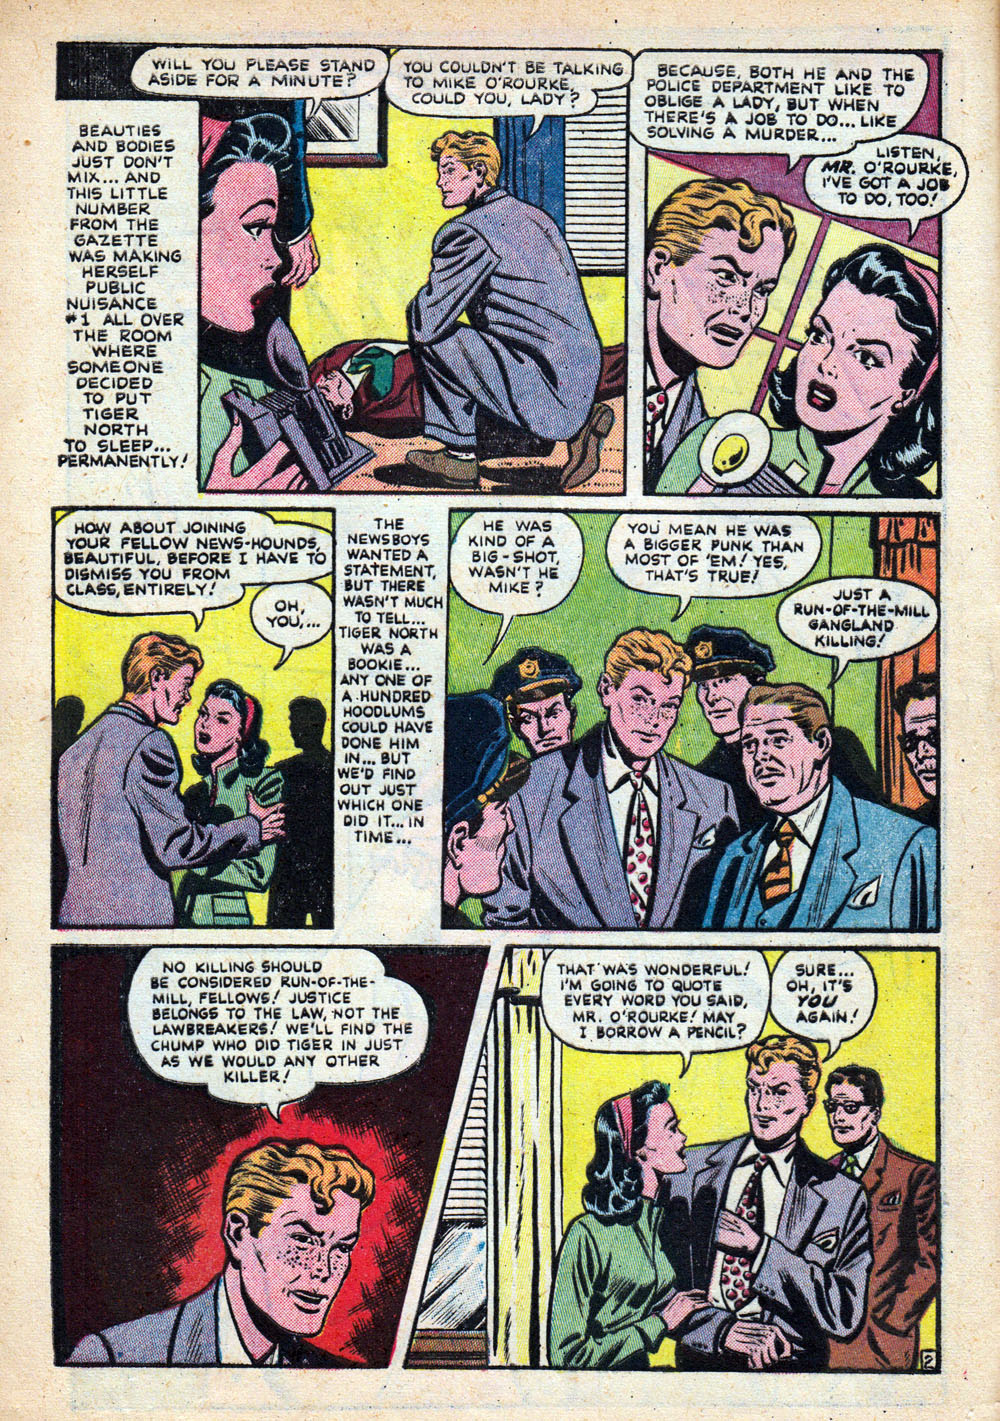 WILL YOU PLEASE STAND
ASIDE FOR A MINUTE?
YOU COULDN'T BE TALKING
TO MIKE O'ROURKE,
COULD YOU, LADY?
BEAUTIES
AND BODIES
JUST DON'T
MIX... AND
THIS LITTLE
NUMBER
FROM THE
GAZETTE
WAS MAKING
HERSELF
PUBLIC
NUISANCE
#1 ALL OVER
THE ROOM
WHERE
SOMEONE
DECIDED
TO PUT
TIGER
NORTH
TO SLEEP...
PERMANENTLY!
BECAUSE, BOTH HE AND THE
POLICE DEPARTMENT LIKE TO
OBLIGE A LADY, BUT WHEN
THERE'S A JOB TO DO... LIKE
SOLVING A MURDER...
LISTEN,
MR. O'ROURKE,
I'VE GOT A JOB
TO DO, TOO!
HOW ABOUT JOINING
YOUR FELLOW NEWS-HOUNDS,
BEAUTIFUL, BEFORE I HAVE TO
DISMISS YOU FROM
CLASS, ENTIRELY!
OH,
YOU,...
THE
NEWSBOYS
WANTED A
STATEMENT,
BUT THERE
WASN'T MUCH
TO TELL...
TIGER NORTH
WAS A
BOOKIE...
ANY ONE OF
A HUNDRED
HOODLUMS
COULD HAVE
DONE HIM
IN... BUT
WE'D FIND
OUT JUST
WHICH ONE
DID IT... IN
TIME...
HE WAS
KIND OF A
BIG-SHOT,
WASN'T HE
MIKE?
YOU MEAN HE WAS
A BIGGER PUNK THAN
MOST OF 'EM! YES,
THAT'S TRUE!
JUST A
RUN-OF-THE-MILL
GANGLAND
KILLING!
NO KILLING SHOULD
BE CONSIDERED RUN-OF-THE-
MILL, FELLOWS! JUSTICE
BELONGS TO THE LAW, NOT THE
LAWBREAKERS! WE'LL FIND THE
CHUMP WHO DID TIGER IN JUST
AS WE WOULD ANY OTHER
KILLER!
THAT WAS WONDERFUL!
I'M GOING TO QUOTE
EVERY WORD YOU SAID,
MR. O'ROURKE! MAY
I BORROW A PENCIL?
SURE...
OH, IT'S
YOU
AGAIN!
2